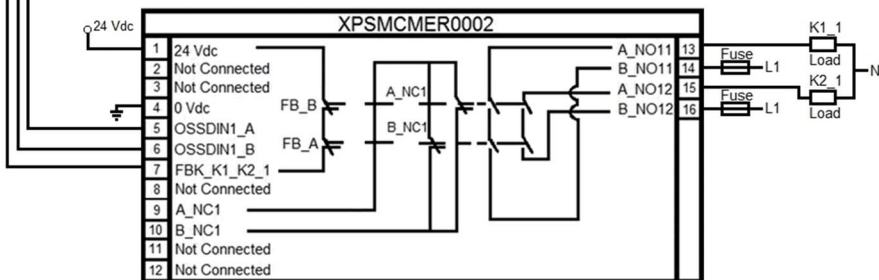 XPSMCMER0002
24 Vdc
1 24 Vdc
2 Not Connected
3 Not Connected
4 0 Vdc
5 OSSDIN1_A
6 OSSDIN1_B
7 FBK_K1_K2_1
8 Not Connected
9 A_NC1
10 B_NC1
11 Not Connected
12 Not Connected
FB_B
FB_A
A_NC1
B_NC1
A_NO11 13
B_NO11 14
A_NO12 15
B_NO12 16
K1_1
Load
Fuse
L1
N
K2_1
Load
Fuse
L1